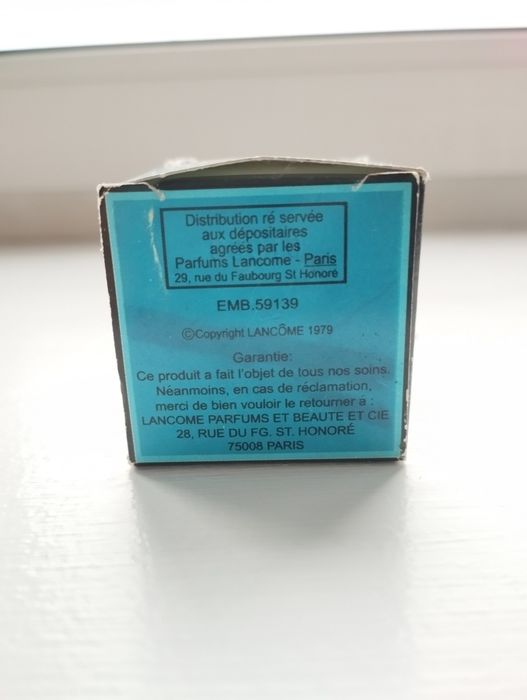 Distribution ré servée
aux dépositaires
agréés par les
Parfums Lancome - Paris
29, rue du Faubourg St Honoré
EMB.59139
©Copyright LANCÔME 1979
Garantie:
Ce produit a fait l'objet de tous nos soins.
Néanmoins, en cas de réclamation,
merci de bien vouloir le retourner a :
LANCOME PARFUMS ET BEAUTE ET CIE
28, RUE DU FG. ST. HONORÉ
75008 PARIS